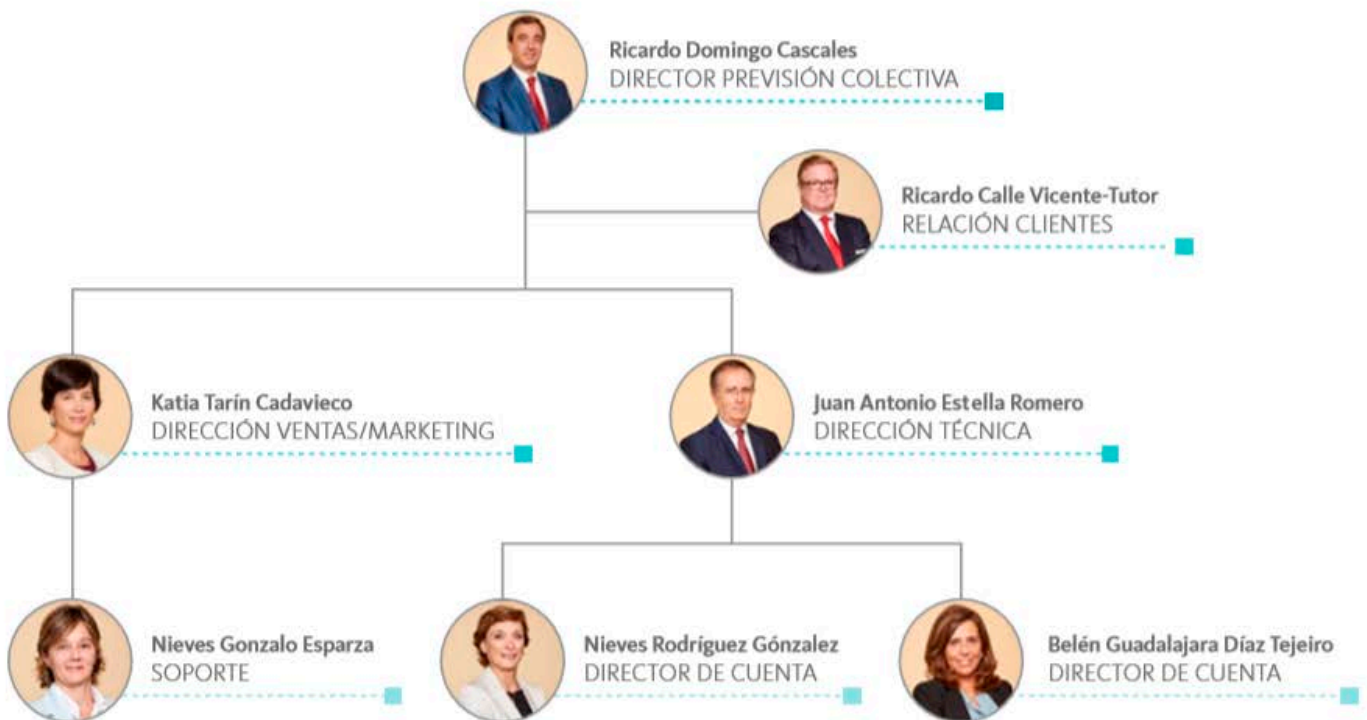 Ricardo Domingo Cascales
DIRECTOR PREVISIÓN COLECTIVA
Ricardo Calle Vicente-Tutor
RELACIÓN CLIENTES
Katia Tarín Cadavieco
DIRECCIÓN VENTAS/MARKETING
Juan Antonio Estella Romero
DIRECCIÓN TÉCNICA
Nieves Gonzalo Esparza
SOPORTE
Nieves Rodríguez Gónzalez
DIRECTOR DE CUENTA
Belén Guadalajara Díaz Tejeiro
DIRECTOR DE CUENTA